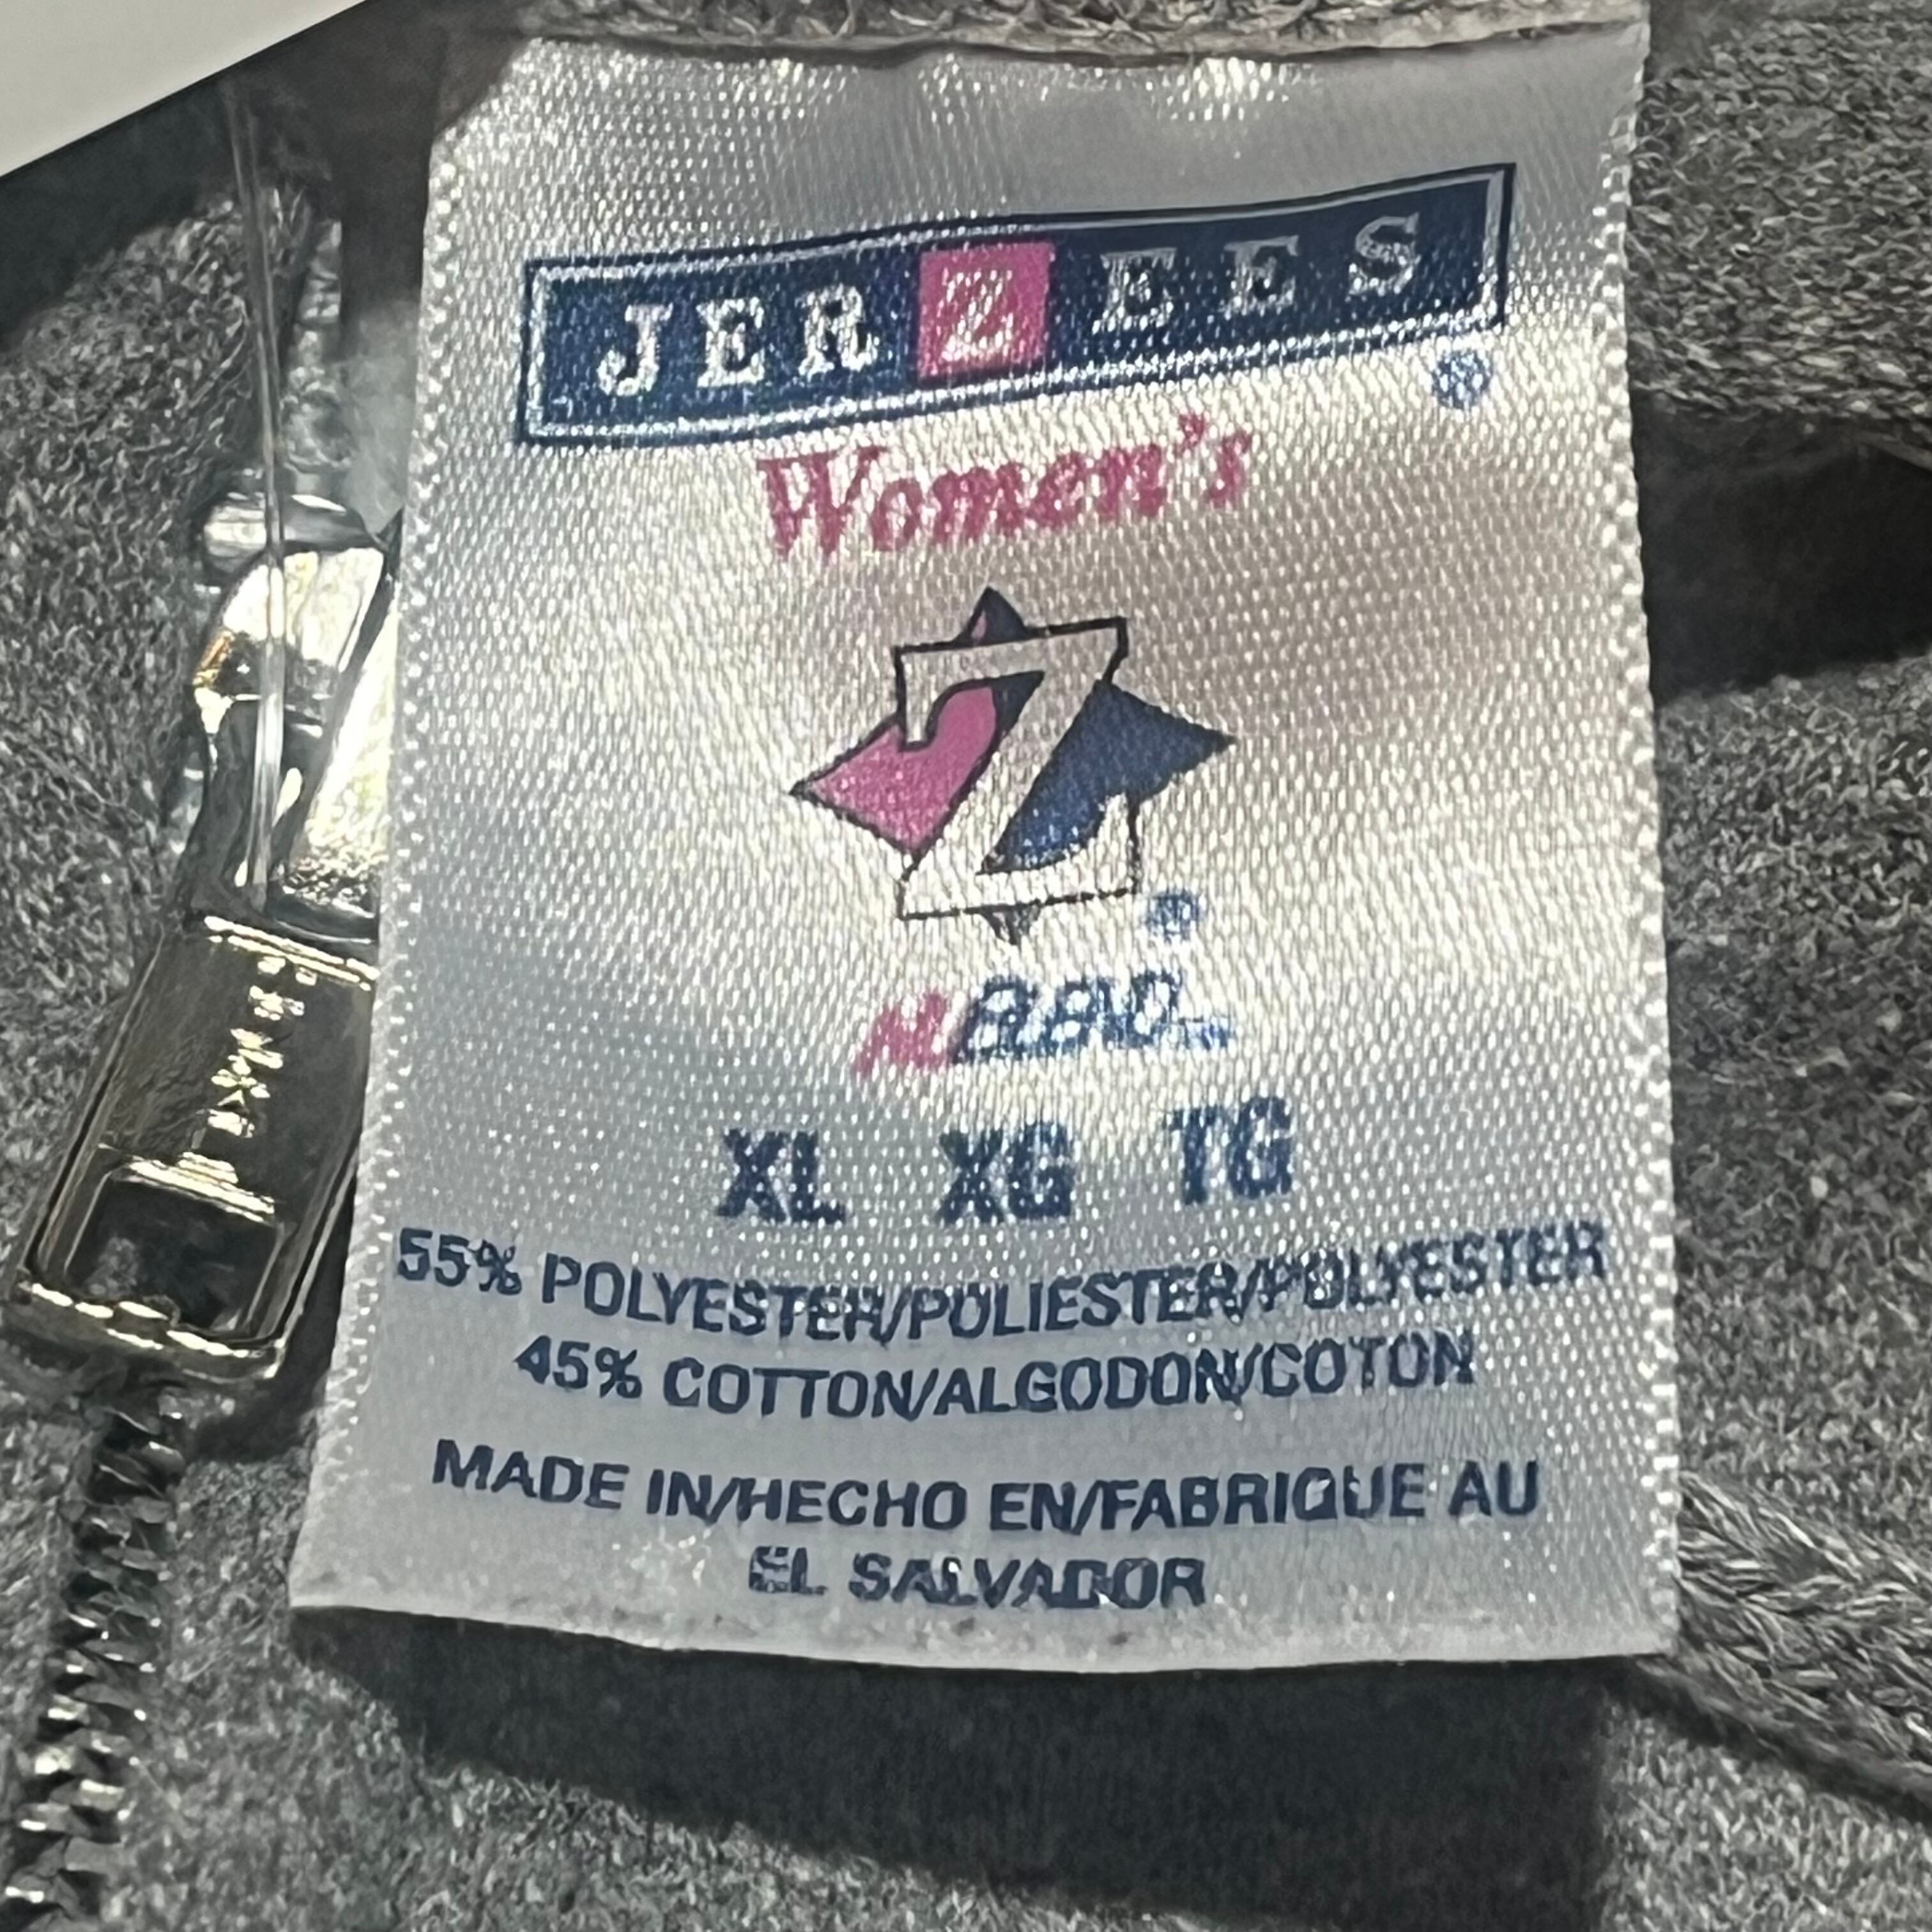 JERZEES®
Women's
Z
®
XL XG TG
55% POLYESTER/POLIESTER/POLYESTER
45% COTTON/ALGODON/COTON
MADE IN/HECHO EN/FABRIQUE AU
EL SALVADOR